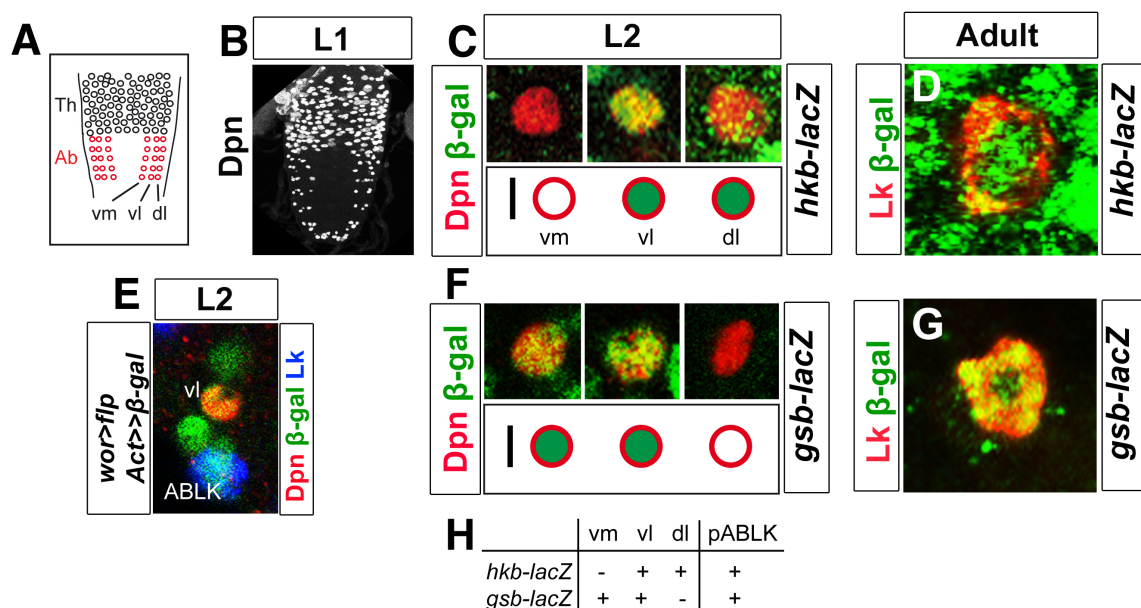 A
Th
Ab
vm vl dl
B
L1
Dpn
C
L2
Dpn β-gal
vm vl dl
hkb-lacZ
Adult
D
Lk β-gal
hkb-lacZ
E
L2
wor>flp
Act>>β-gal
vl
ABLK
Dpn β-gal Lk
F
Dpn β-gal
gsb-lacZ
G
Lk β-gal
gsb-lacZ
H
vm vl dl pABLK
hkb-lacZ - + + +
gsb-lacZ + + - +